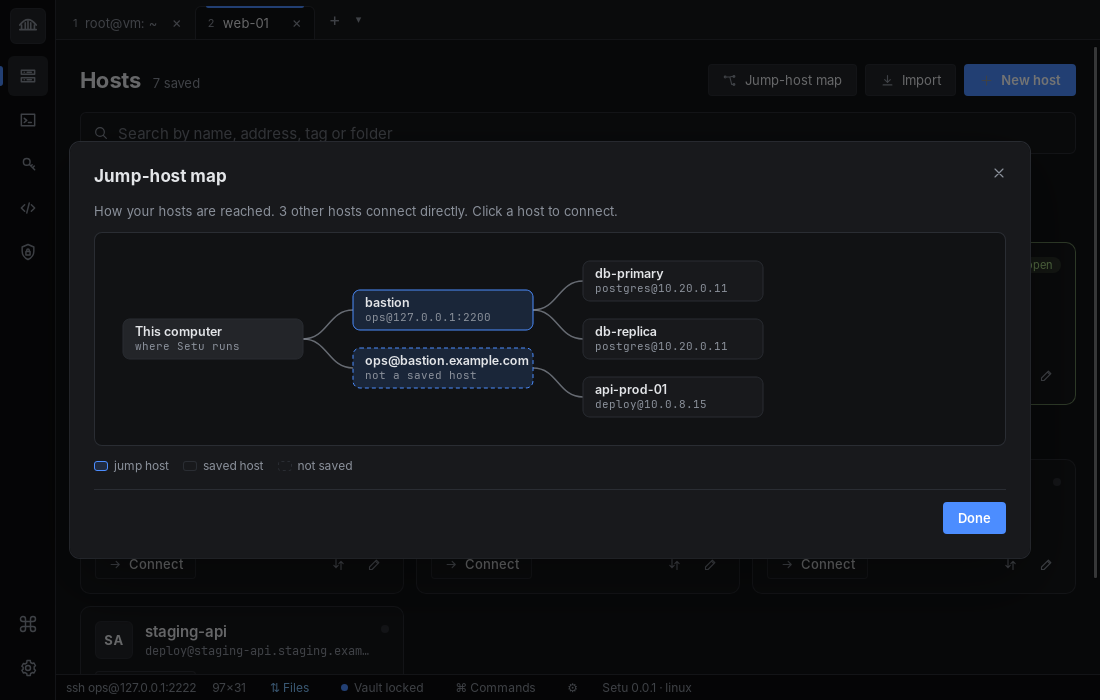 1 root@vm: ~ ×
2 web-01 × + ▾
Hosts 7 saved
Jump-host map
Import
New host
Search by name, address, tag or folder
Jump-host map
How your hosts are reached. 3 other hosts connect directly. Click a host to connect.
This computer
where Setu runs
bastion
ops@127.0.0.1:2200
ops@bastion.example.com
not a saved host
db-primary
postgres@10.20.0.11
db-replica
postgres@10.20.0.11
api-prod-01
deploy@10.0.8.15
open
jump host
saved host
not saved
Done
→ Connect
→ Connect
→ Connect
SA
staging-api
deploy@staging-api.staging.exam…
ssh ops@127.0.0.1:2222 97×31 ⇅ Files Vault locked ⌘ Commands ⚙ Setu 0.0.1 · linux